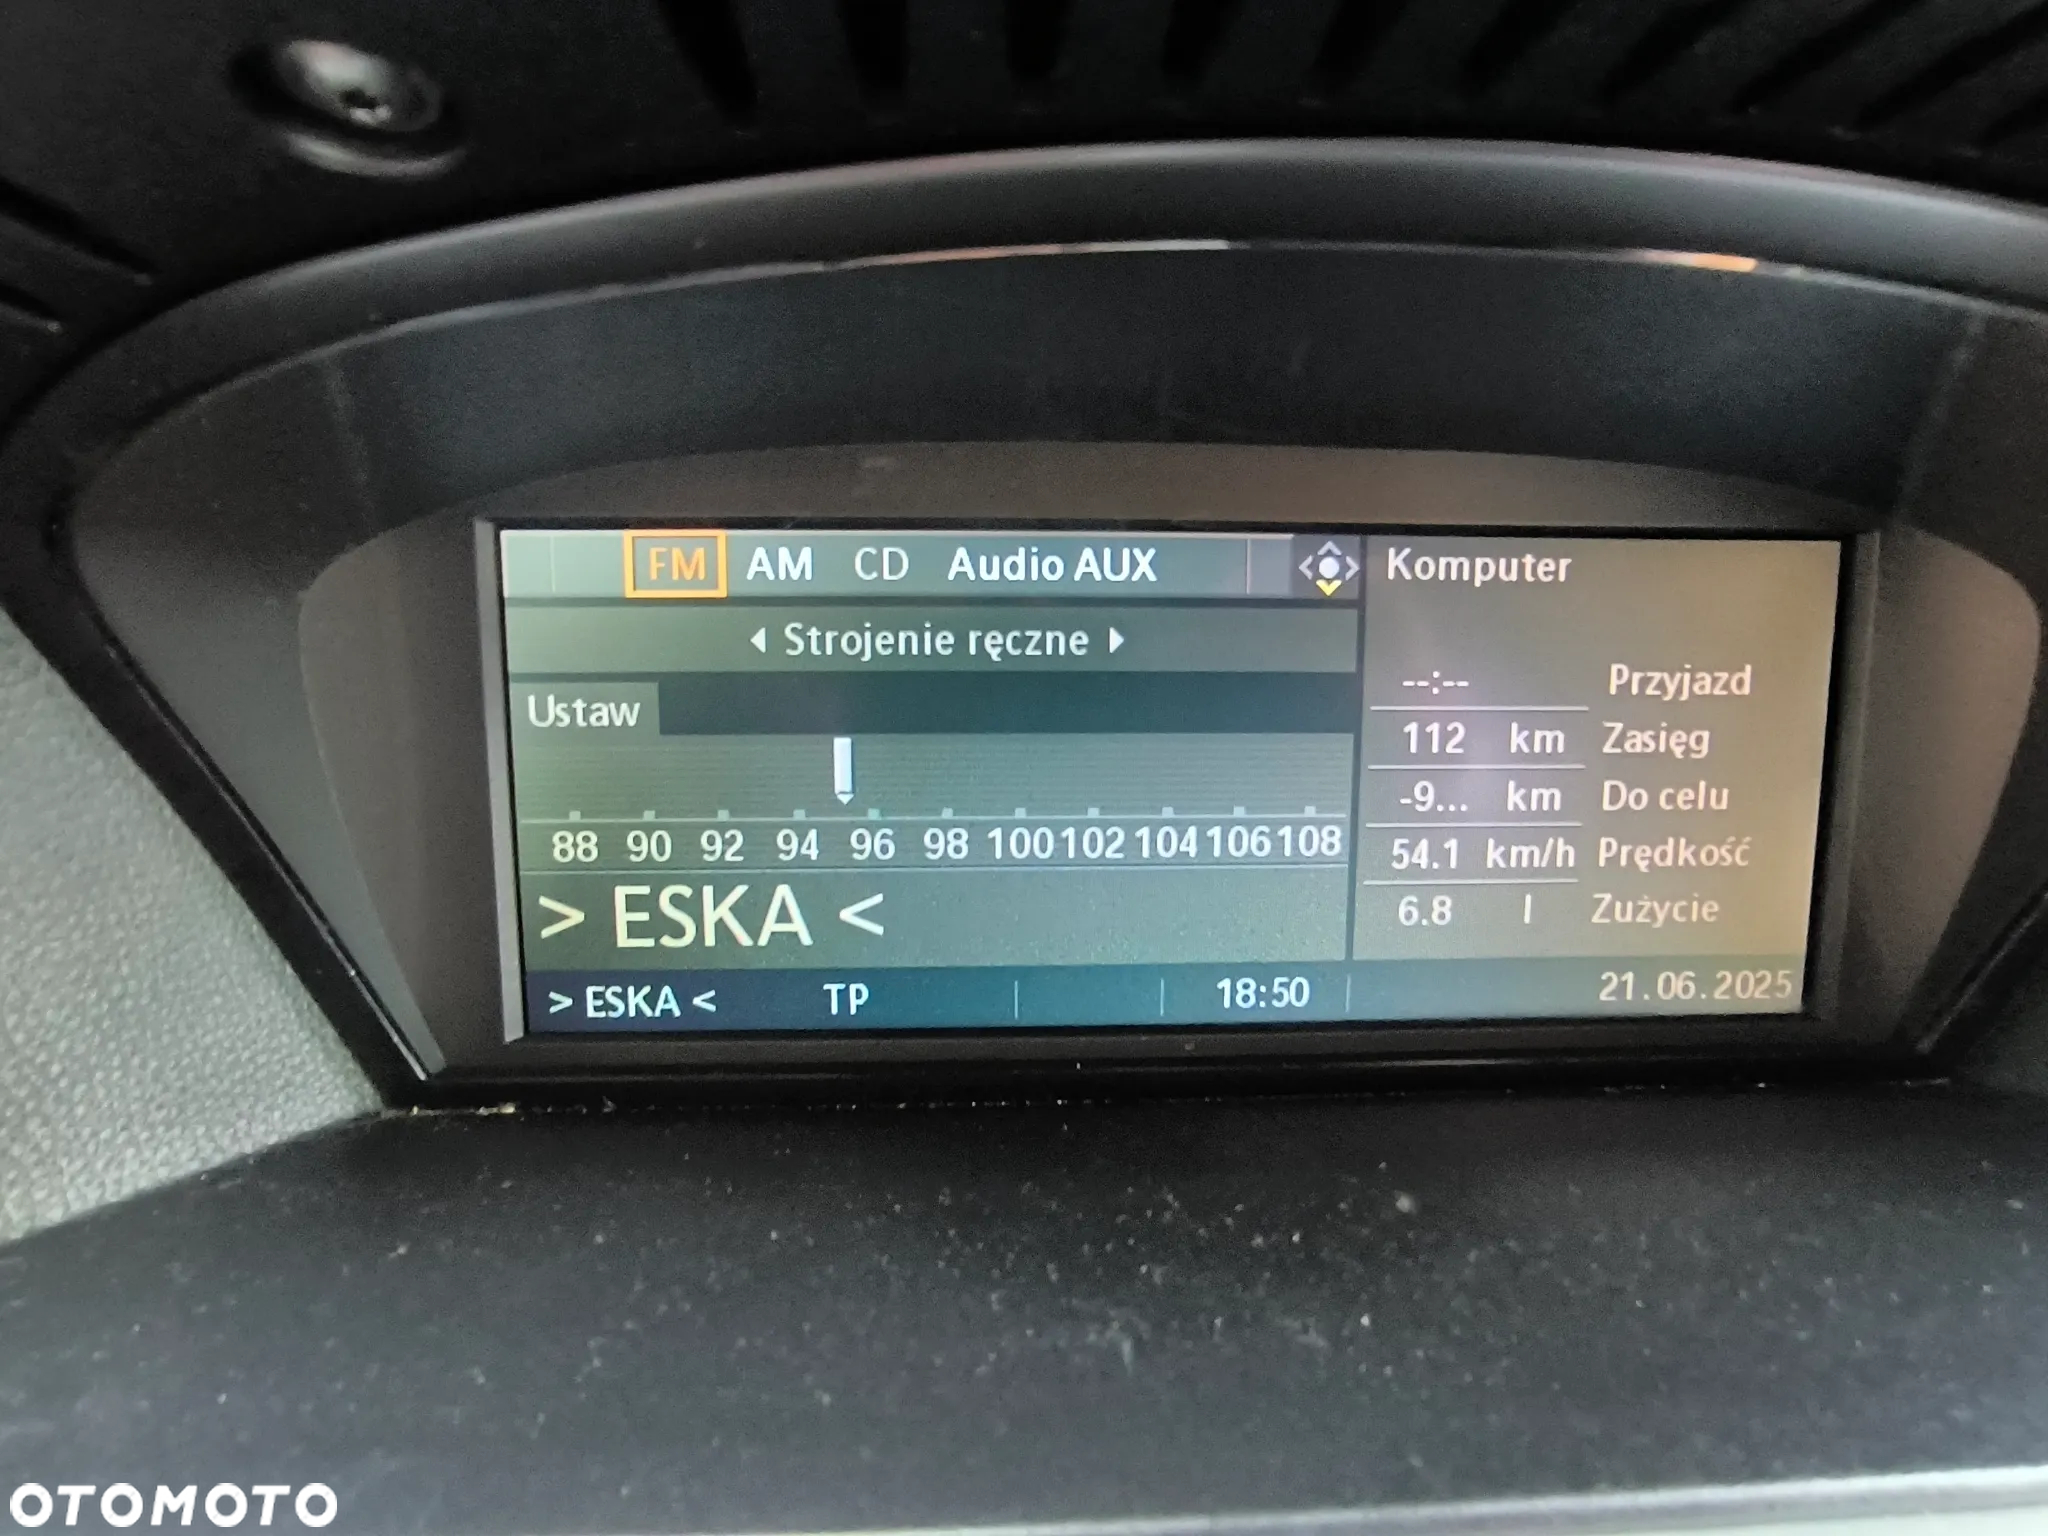 FM AM CD Audio AUX
Strojenie ręczne
Ustaw
88 90 92 94 96 98 100 102 104 106 108
> ESKA <
> ESKA < TP 18:50
Komputer
--:-- Przyjazd
112 km Zasięg
-9... km Do celu
54.1 km/h Prędkość
6.8 l Zużycie
21.06.2025
OTOMOTO